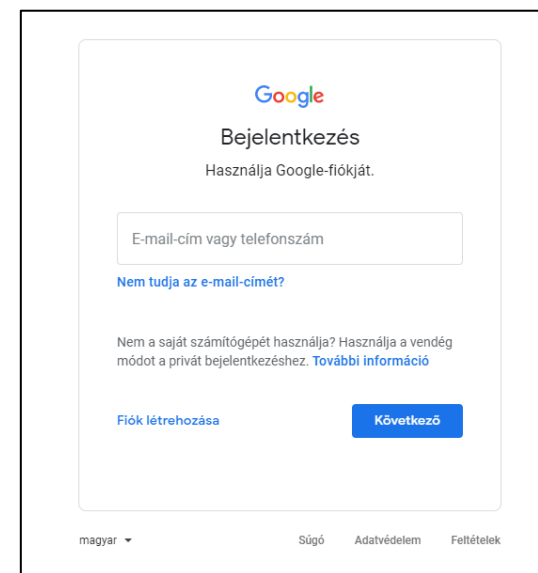 Google
Bejelentkezés
Használja Google-fiókját.
E-mail-cím vagy telefonszám
Nem tudja az e-mail-címét?
Nem a saját számítógépét használja? Használja a vendég
módot a privát bejelentkezéshez. További információ
Fiók létrehozása Következő
magyar Súgó Adatvédelem Feltételek